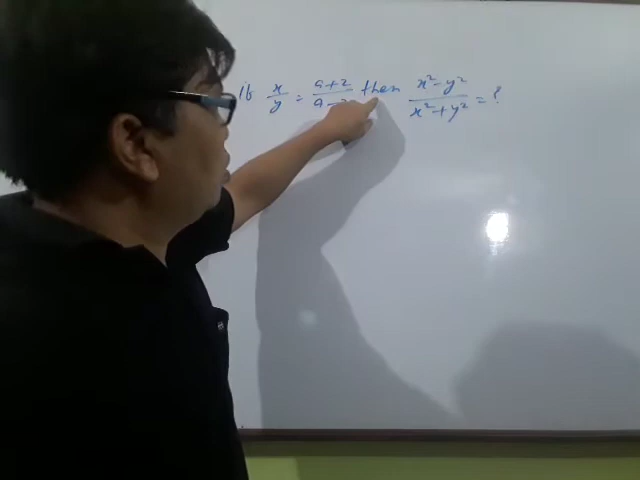 If x/y = a+2/a-2 then x²-y²/x²+y² = ?